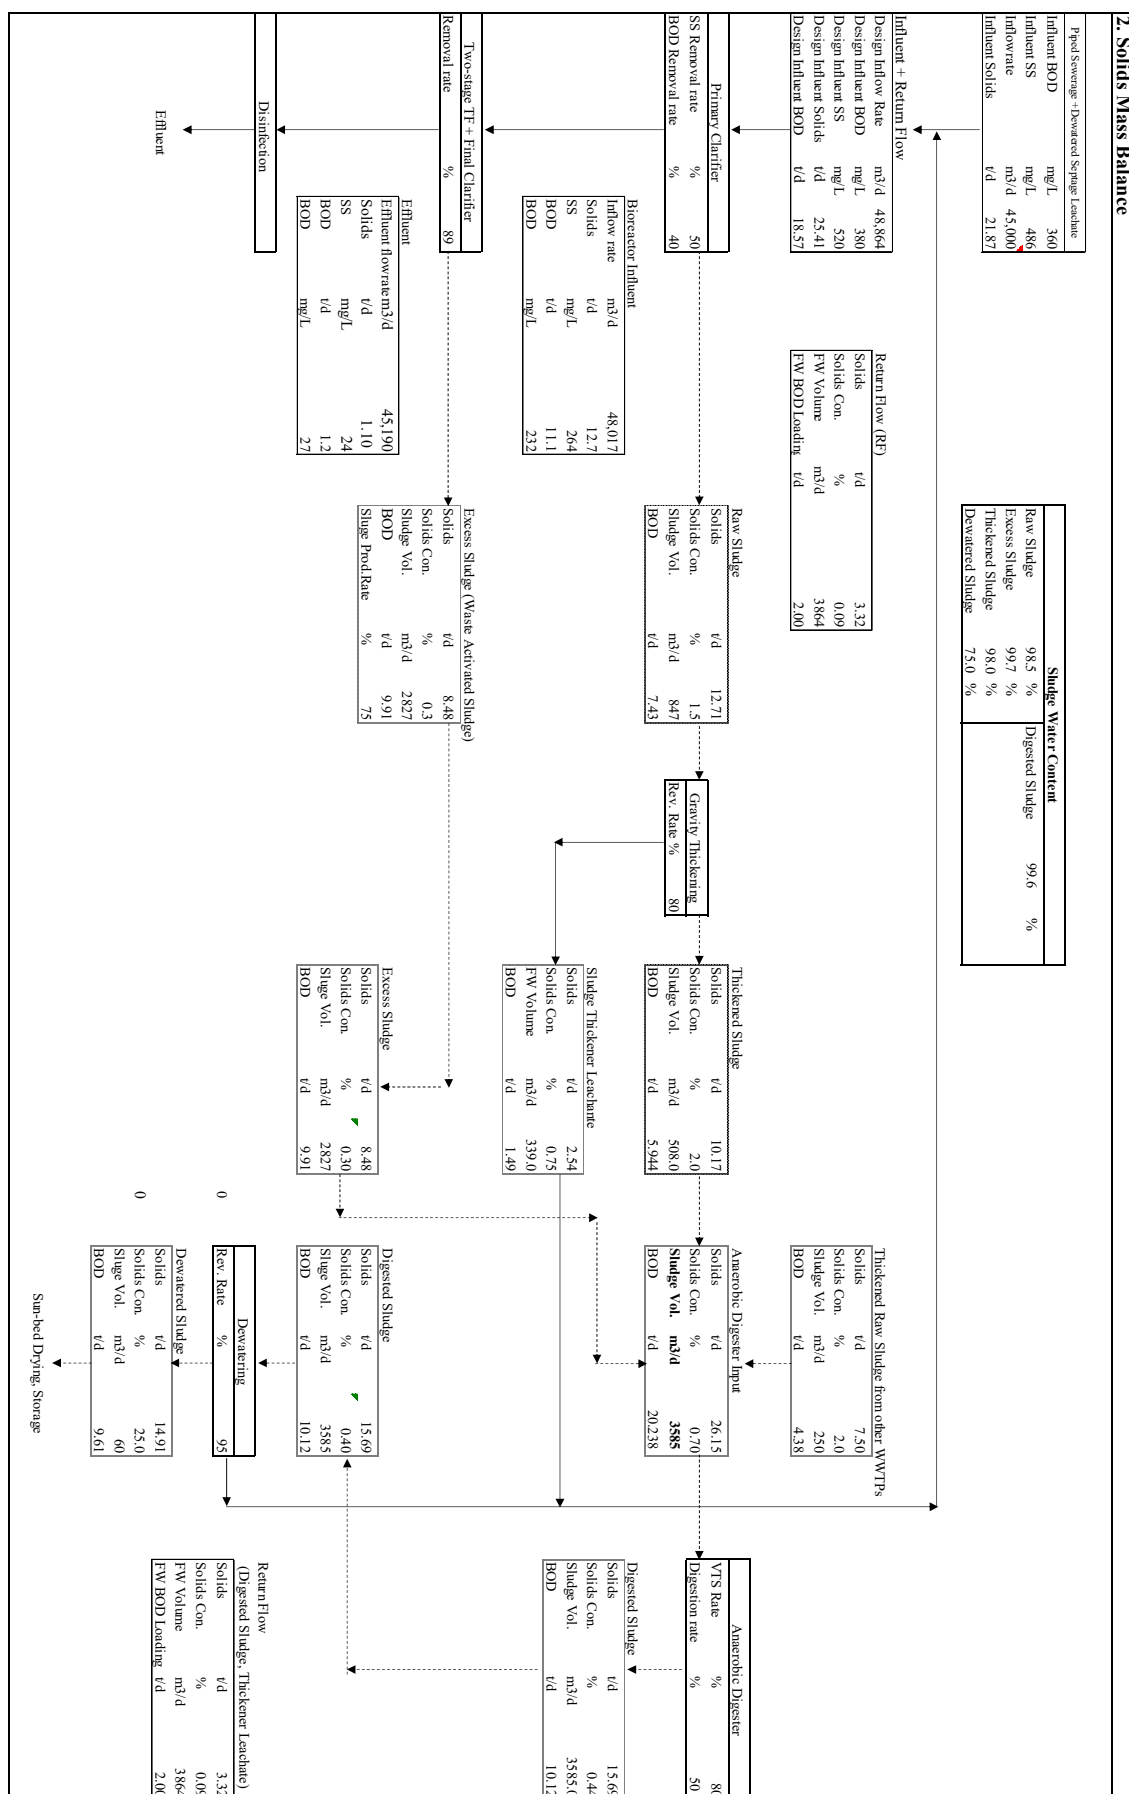 2. Solids Mass Balance
Piped Sewerage +Dewatered Septage Leachate
Influent BOD mg/L 360
Influent SS mg/L 486
Inflowrate m3/d 45,000
Influent Solids t/d 21.87
Sludge Water Content
Raw Sludge 98.5 % Digested Sludge 99.6 %
Excess Sludge 99.7 %
Thickened Sludge 98.0 %
Dewatered Sludge 75.0 %
Influent + Return Flow
Design Inflow Rate m3/d 48,864
Design Influent BOD mg/L 380
Design Influent SS mg/L 520
Design Influent Solids t/d 25.41
Design Influent BOD t/d 18.57
Return Flow (RF)
Solids t/d 3.32
Solids Con. % 0.09
FW Volume m3/d 3864
FW BOD Loading t/d 2.00
Thickened Raw Sludge from other WWTPs
Solids t/d 7.50
Solids Con. % 2.0
Sludge Vol. m3/d 250
BOD t/d 4.38
Primary Clarifier
SS Removal rate % 50
BOD Removal rate % 40
Raw Sludge
Solids t/d 12.71
Solids Con. % 1.5
Sludge Vol. m3/d 847
BOD t/d 7.43
Gravity Thickening
Rev. Rate % 80
Thickened Sludge
Solids t/d 10.17
Solids Con. % 2.0
Sludge Vol. m3/d 508.0
BOD t/d 5.944
Anaerobic Digester Input
Solids t/d 26.15
Solids Con. % 0.70
Sludge Vol. m3/d 3585
BOD t/d 20.238
Anaerobic Digester
VTS Rate %
Digestion rate % 50
Bioreactor Influent
Inflow rate m3/d 48,017
Solids t/d 12.7
SS mg/L 264
BOD t/d 11.1
BOD mg/L 232
Sludge Thickener Leachante
Solids t/d 2.54
Solids Con. % 0.75
FW Volume m3/d 339.0
BOD t/d 1.49
Digested Sludge
Solids t/d 15.69
Solids Con. % 0.44
Sludge Vol. m3/d 3585.0
BOD t/d 10.12
Two-stage TF + Final Clarifier
Removal rate % 89
Excess Sludge (Waste Activated Sludge)
Solids t/d 8.48
Solids Con. % 0.3
Sludge Vol. m3/d 2827
BOD t/d 9.91
Sluge Prod.Rate % 75
Effluent
Effluent flowrate m3/d 45,190
Solids t/d 1.10
SS mg/L 24
BOD t/d 1.2
BOD mg/L 27
Excess Sludge
Solids t/d 8.48
Solids Con. % 0.30
Sluge Vol. m3/d 2827
BOD t/d 9.91
Digested Sludge
Solids t/d 15.69
Solids Con. % 0.40
Sluge Vol. m3/d 3585
BOD t/d 10.12
Disinfection
Effluent
Dewatering
0 Rev. Rate % 95
Return Flow
(Digested Sludge, Thickener Leachate)
Solids t/d 3.32
Solids Con. % 0.09
FW Volume m3/d 3864
FW BOD Loading t/d 2.00
Dewatered Sludge
Solids t/d 14.91
0 Solids Con. % 25.0
Sluge Vol. m3/d 60
BOD t/d 9.61
Sun-bed Drying, Storage